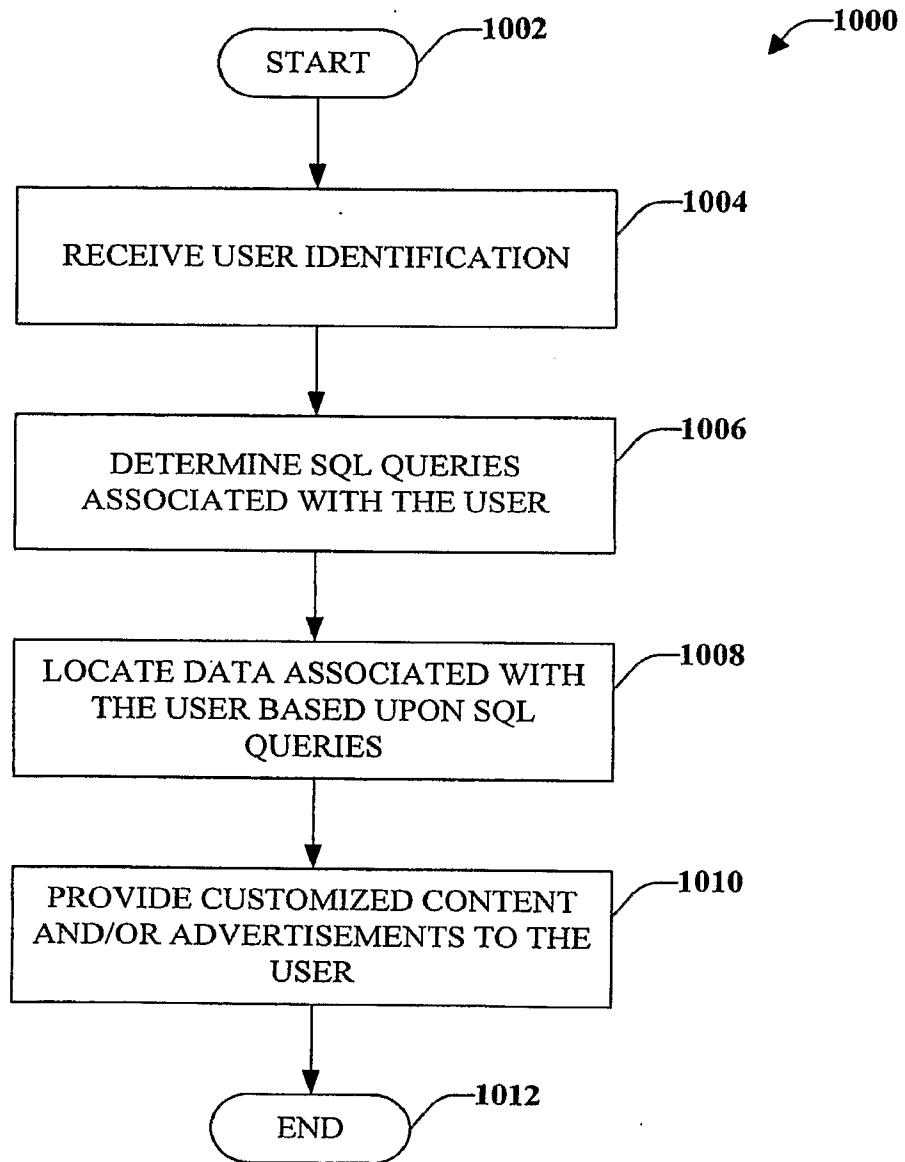 1000
1002
START
1004
RECEIVE USER IDENTIFICATION
1006
DETERMINE SQL QUERIES
ASSOCIATED WITH THE USER
1008
LOCATE DATA ASSOCIATED WITH
THE USER BASED UPON SQL
QUERIES
1010
PROVIDE CUSTOMIZED CONTENT
AND/OR ADVERTISEMENTS TO THE
USER
1012
END